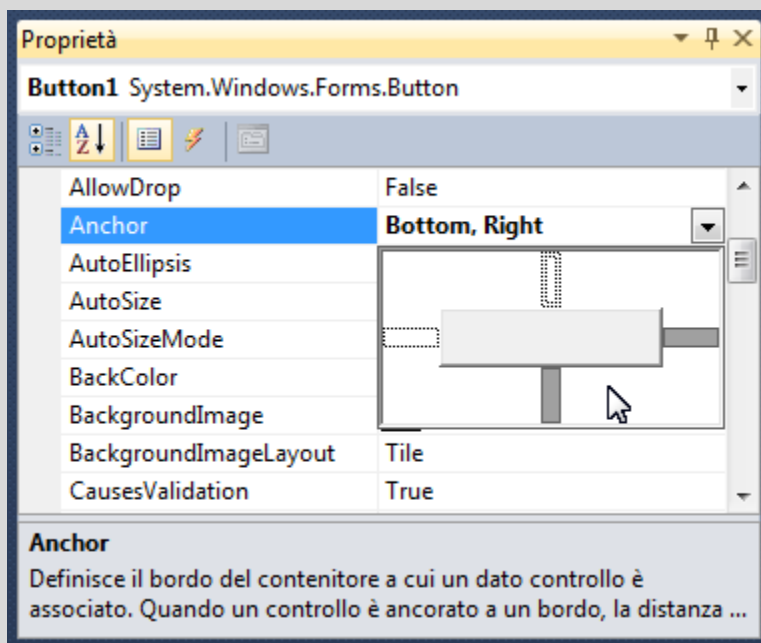 Proprietà
Button1 System.Windows.Forms.Button
AllowDrop False
Anchor Bottom, Right
AutoEllipsis
AutoSize
AutoSizeMode
BackColor
BackgroundImage
BackgroundImageLayout Tile
CausesValidation True
Anchor
Definisce il bordo del contenitore a cui un dato controllo è
associato. Quando un controllo è ancorato a un bordo, la distanza ...